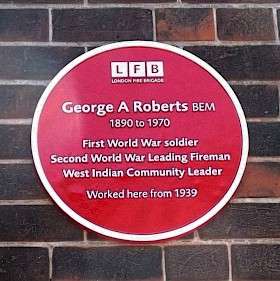 LFB
LONDON FIRE BRIGADE
George A Roberts BEM
1890 to 1970
First World War soldier
Second World War Leading Fireman
West Indian Community Leader
Worked here from 1939